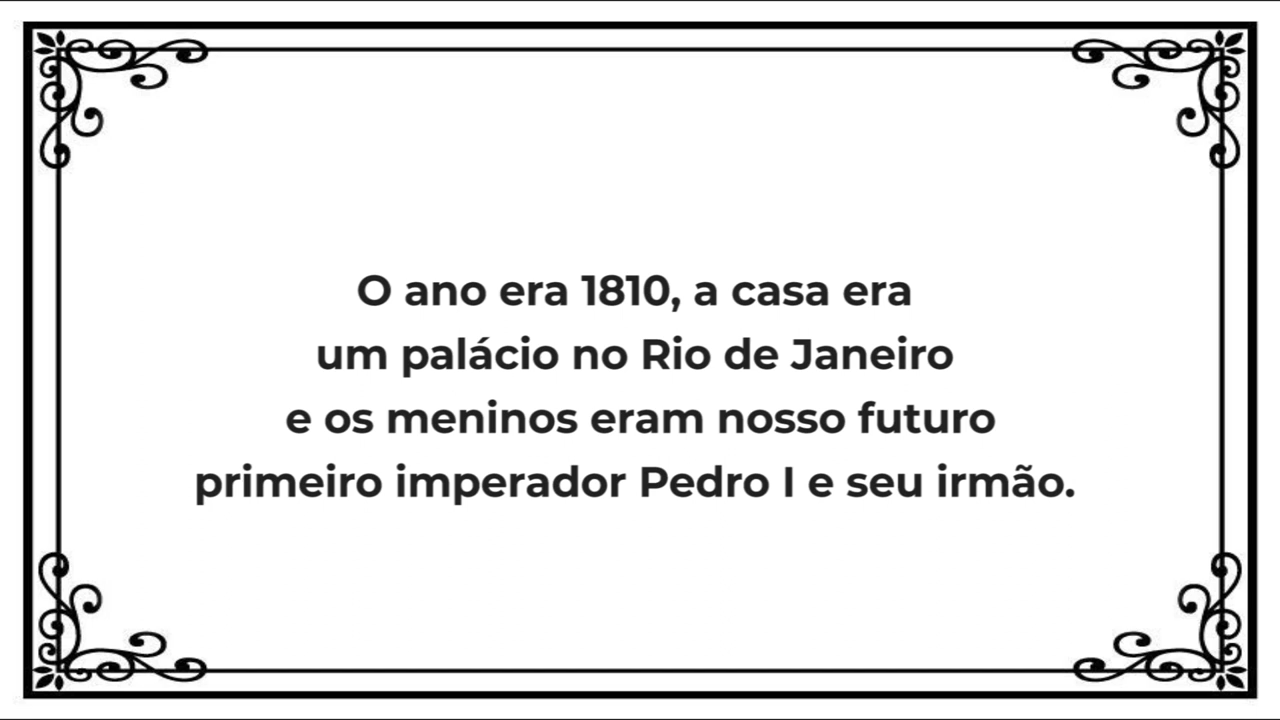 O ano era 1810, a casa era
um palácio no Rio de Janeiro
e os meninos eram nosso futuro
primeiro imperador Pedro I e seu irmão.